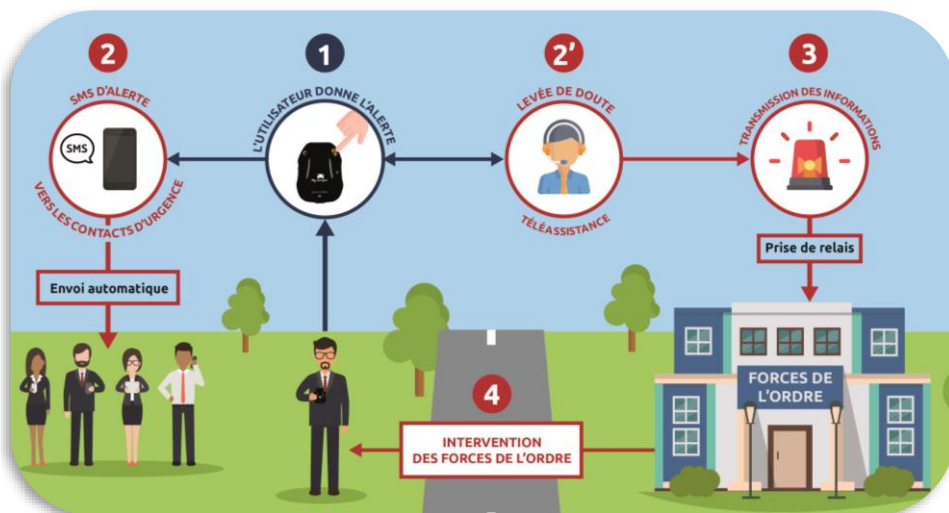 2
SMS D'ALERTE
SMS
VERS LES CONTACTS D'URGENCE
Envoi automatique
1
L'UTILISATEUR DONNE L'ALERTE
2'
LEVÉE DE DOUTE
TÉLÉASSISTANCE
3
TRANSMISSION DES INFORMATIONS
Prise de relais
FORCES DE
L'ORDRE
4
INTERVENTION
DES FORCES DE L'ORDRE